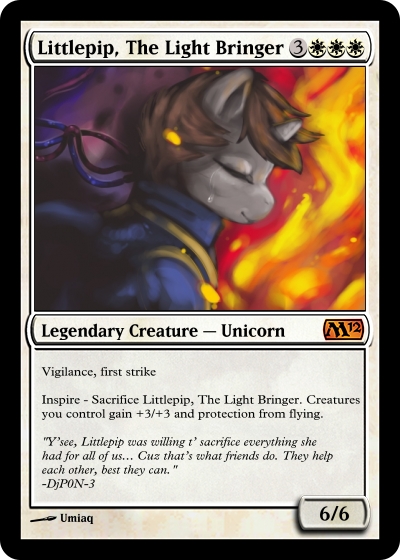 Littlepip, The Light Bringer 3
Legendary Creature — Unicorn M12
Vigilance, first strike
Inspire - Sacrifice Littlepip, The Light Bringer. Creatures
you control gain +3/+3 and protection from flying.
"Y'see, Littlepip was willing t' sacrifice everything she
had for all of us... Cuz that's what friends do. They help
each other, best they can."
-DjP0N-3
6/6
Umiaq